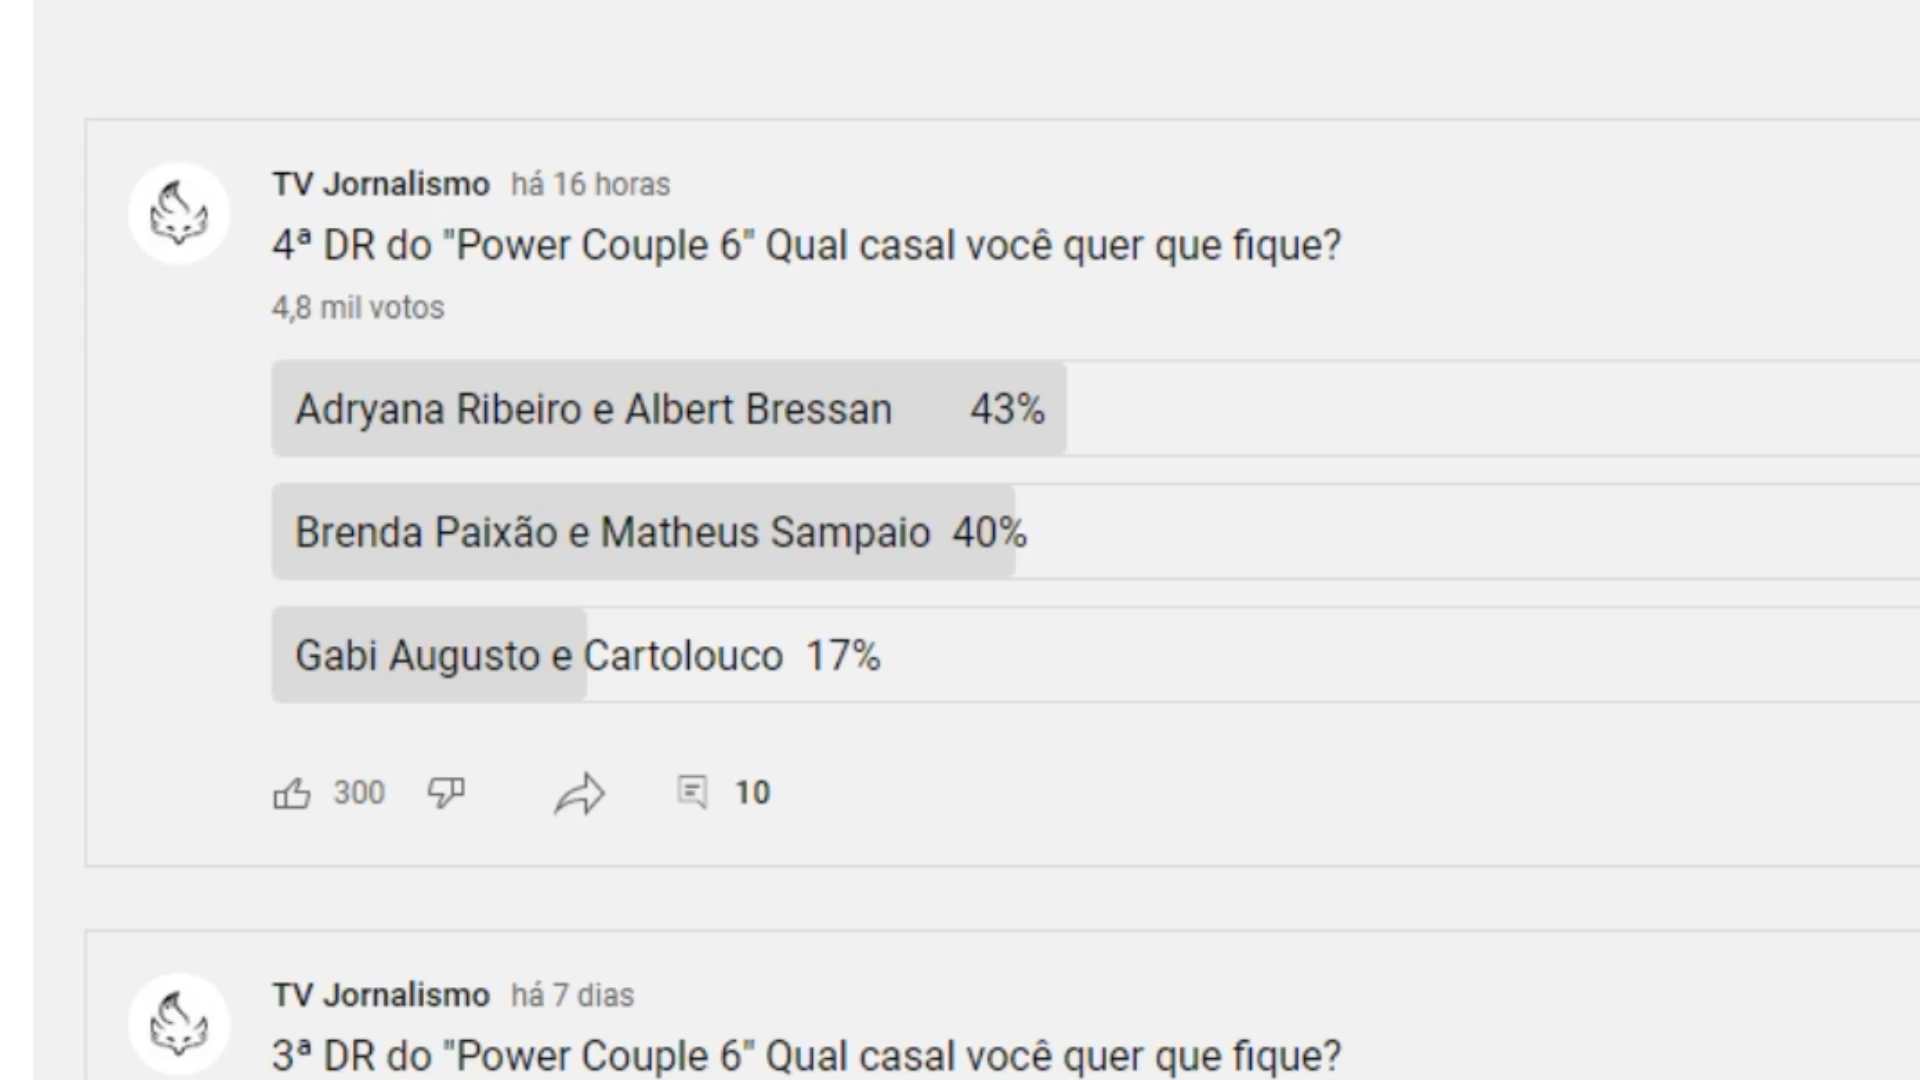 TV Jornalismo há 16 horas
4ª DR do "Power Couple 6" Qual casal você quer que fique?
4,8 mil votos
Adryana Ribeiro e Albert Bressan 43%
Brenda Paixão e Matheus Sampaio 40%
Gabi Augusto e Cartolouco 17%
300 10
TV Jornalismo há 7 dias
3ª DR do "Power Couple 6" Qual casal você quer que fique?